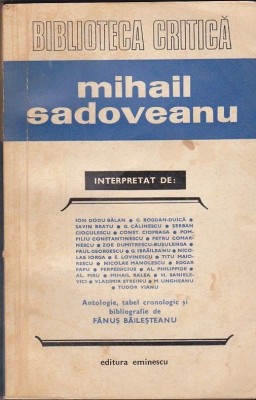 BIBLIOTECA CRITICĂ
mihail
sadoveanu
INTERPRETAT DE:
ION DODU BĂLAN ● G. BOGDAN-DUICĂ ●
SAVIN BRATU ● G. CĂLINESCU ● ȘERBAN
CIOCULESCU ● CONST. CIOPRAGA ● POM-
PILIU CONSTANTINESCU ● PETRU COMAR-
NESCU ● ZOE DUMITRESCU-BUȘULENGA ●
PAUL GEORGESCU ● G. IBRĂILEANU ● NICO-
LAE IORGA ● E. LOVINESCU ● TITU MAIO-
RESCU ● NICOLAE MANOLESCU ● EDGAR
PAPU ● PERPESSICIUS ● AL. PHILIPPIDE ●
AL. PIRU ● MIHAIL RALEA ● H. SANIELE-
VICI ● VLADIMIR STREINU ● M. UNGHEANU ●
TUDOR VIANU
Antologie, tabel cronologic și
bibliografie de
FĂNUȘ BĂILEȘTEANU
editura eminescu